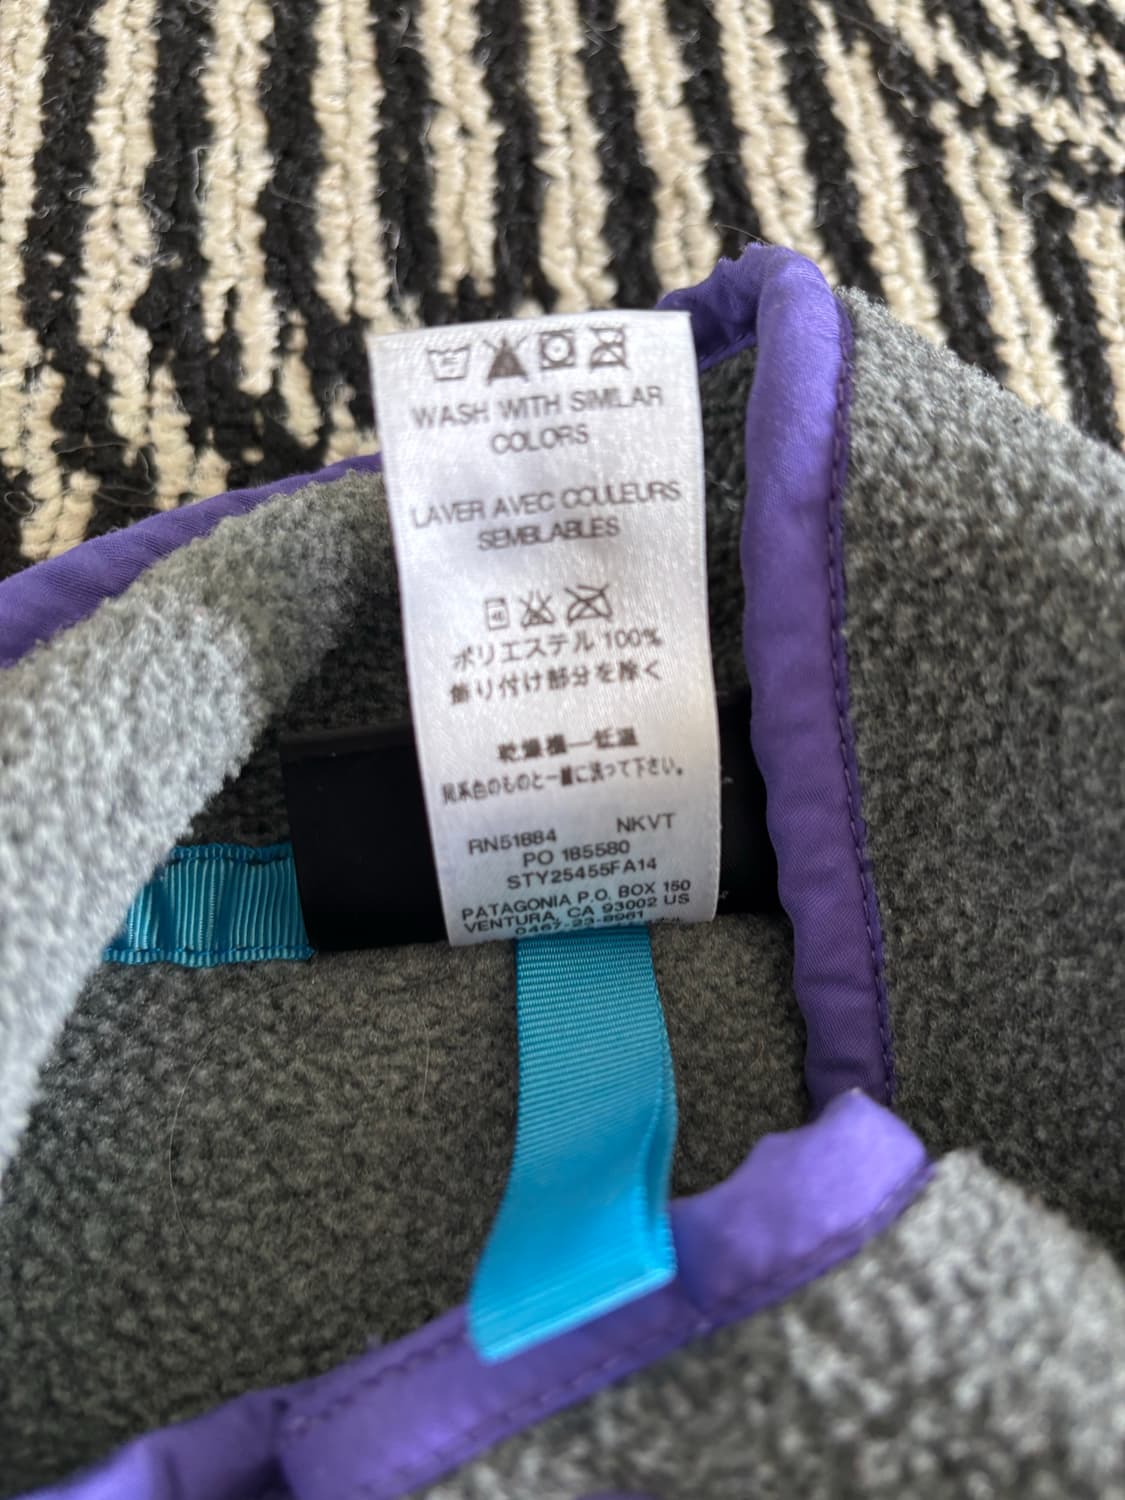 WASH WITH SIMILAR
COLORS
LAVER AVEC COULEURS
SEMBLABLES
ポリエステル 100%
飾り付け部分を除く
乾燥機—低温
同系色のものと一緒に洗って下さい。
RN51884 NKVT
PO 185580
STY25455FA14
PATAGONIA P.O. BOX 150
VENTURA, CA 93002 US
0467-23-8961